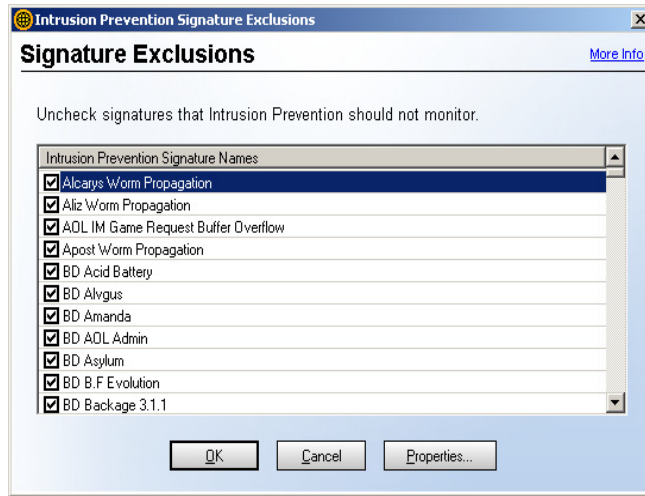 Intrusion Prevention Signature Exclusions
Signature Exclusions
More Info
Uncheck signatures that Intrusion Prevention should not monitor.
Intrusion Prevention Signature Names
Alcarys Worm Propagation
Aliz Worm Propagation
AOL IM Game Request Buffer Overflow
Apost Worm Propagation
BD Acid Battery
BD Alvgus
BD Amanda
BD AOL Admin
BD Asylum
BD B.F Evolution
BD Backage 3.1.1
OK Cancel Properties...